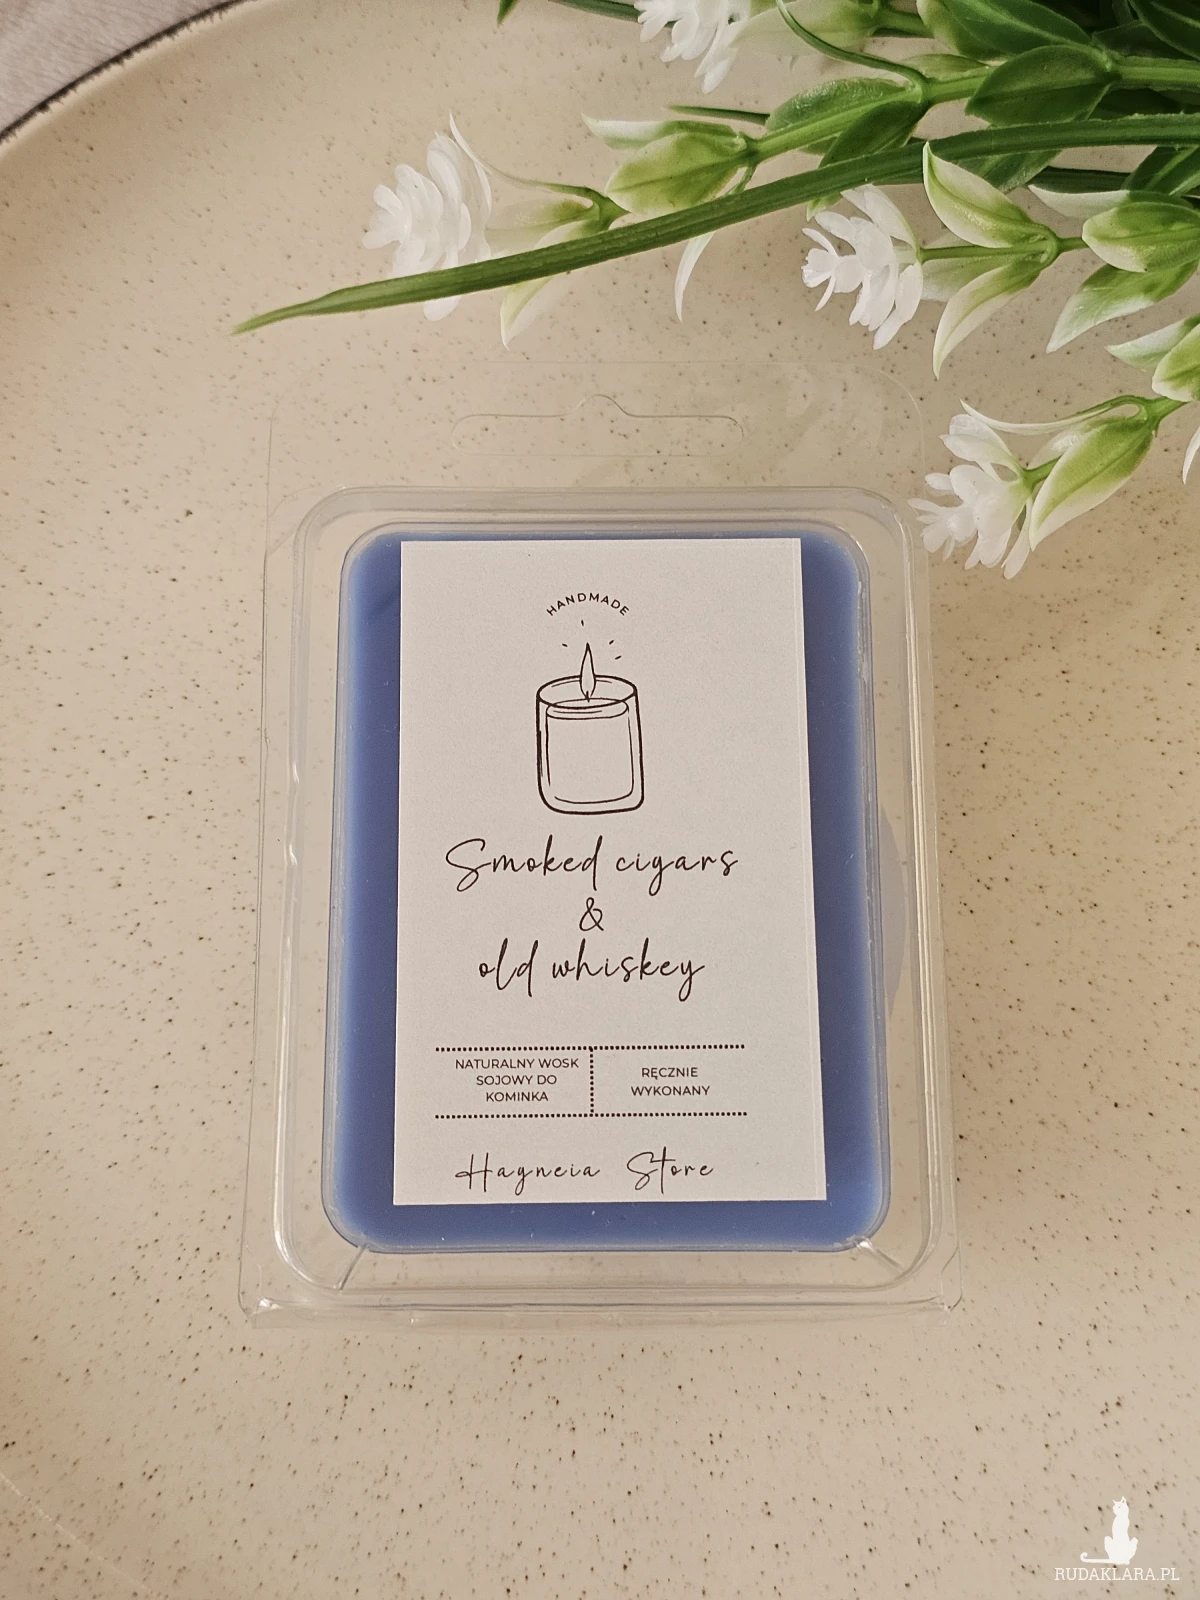 HANDMADE
Smoked cigars
&
old whiskey
NATURALNY WOSK
SOJOWY DO
KOMINKA
RĘCZNIE
WYKONANY
Hagneia Store
RUDAKLARA.PL